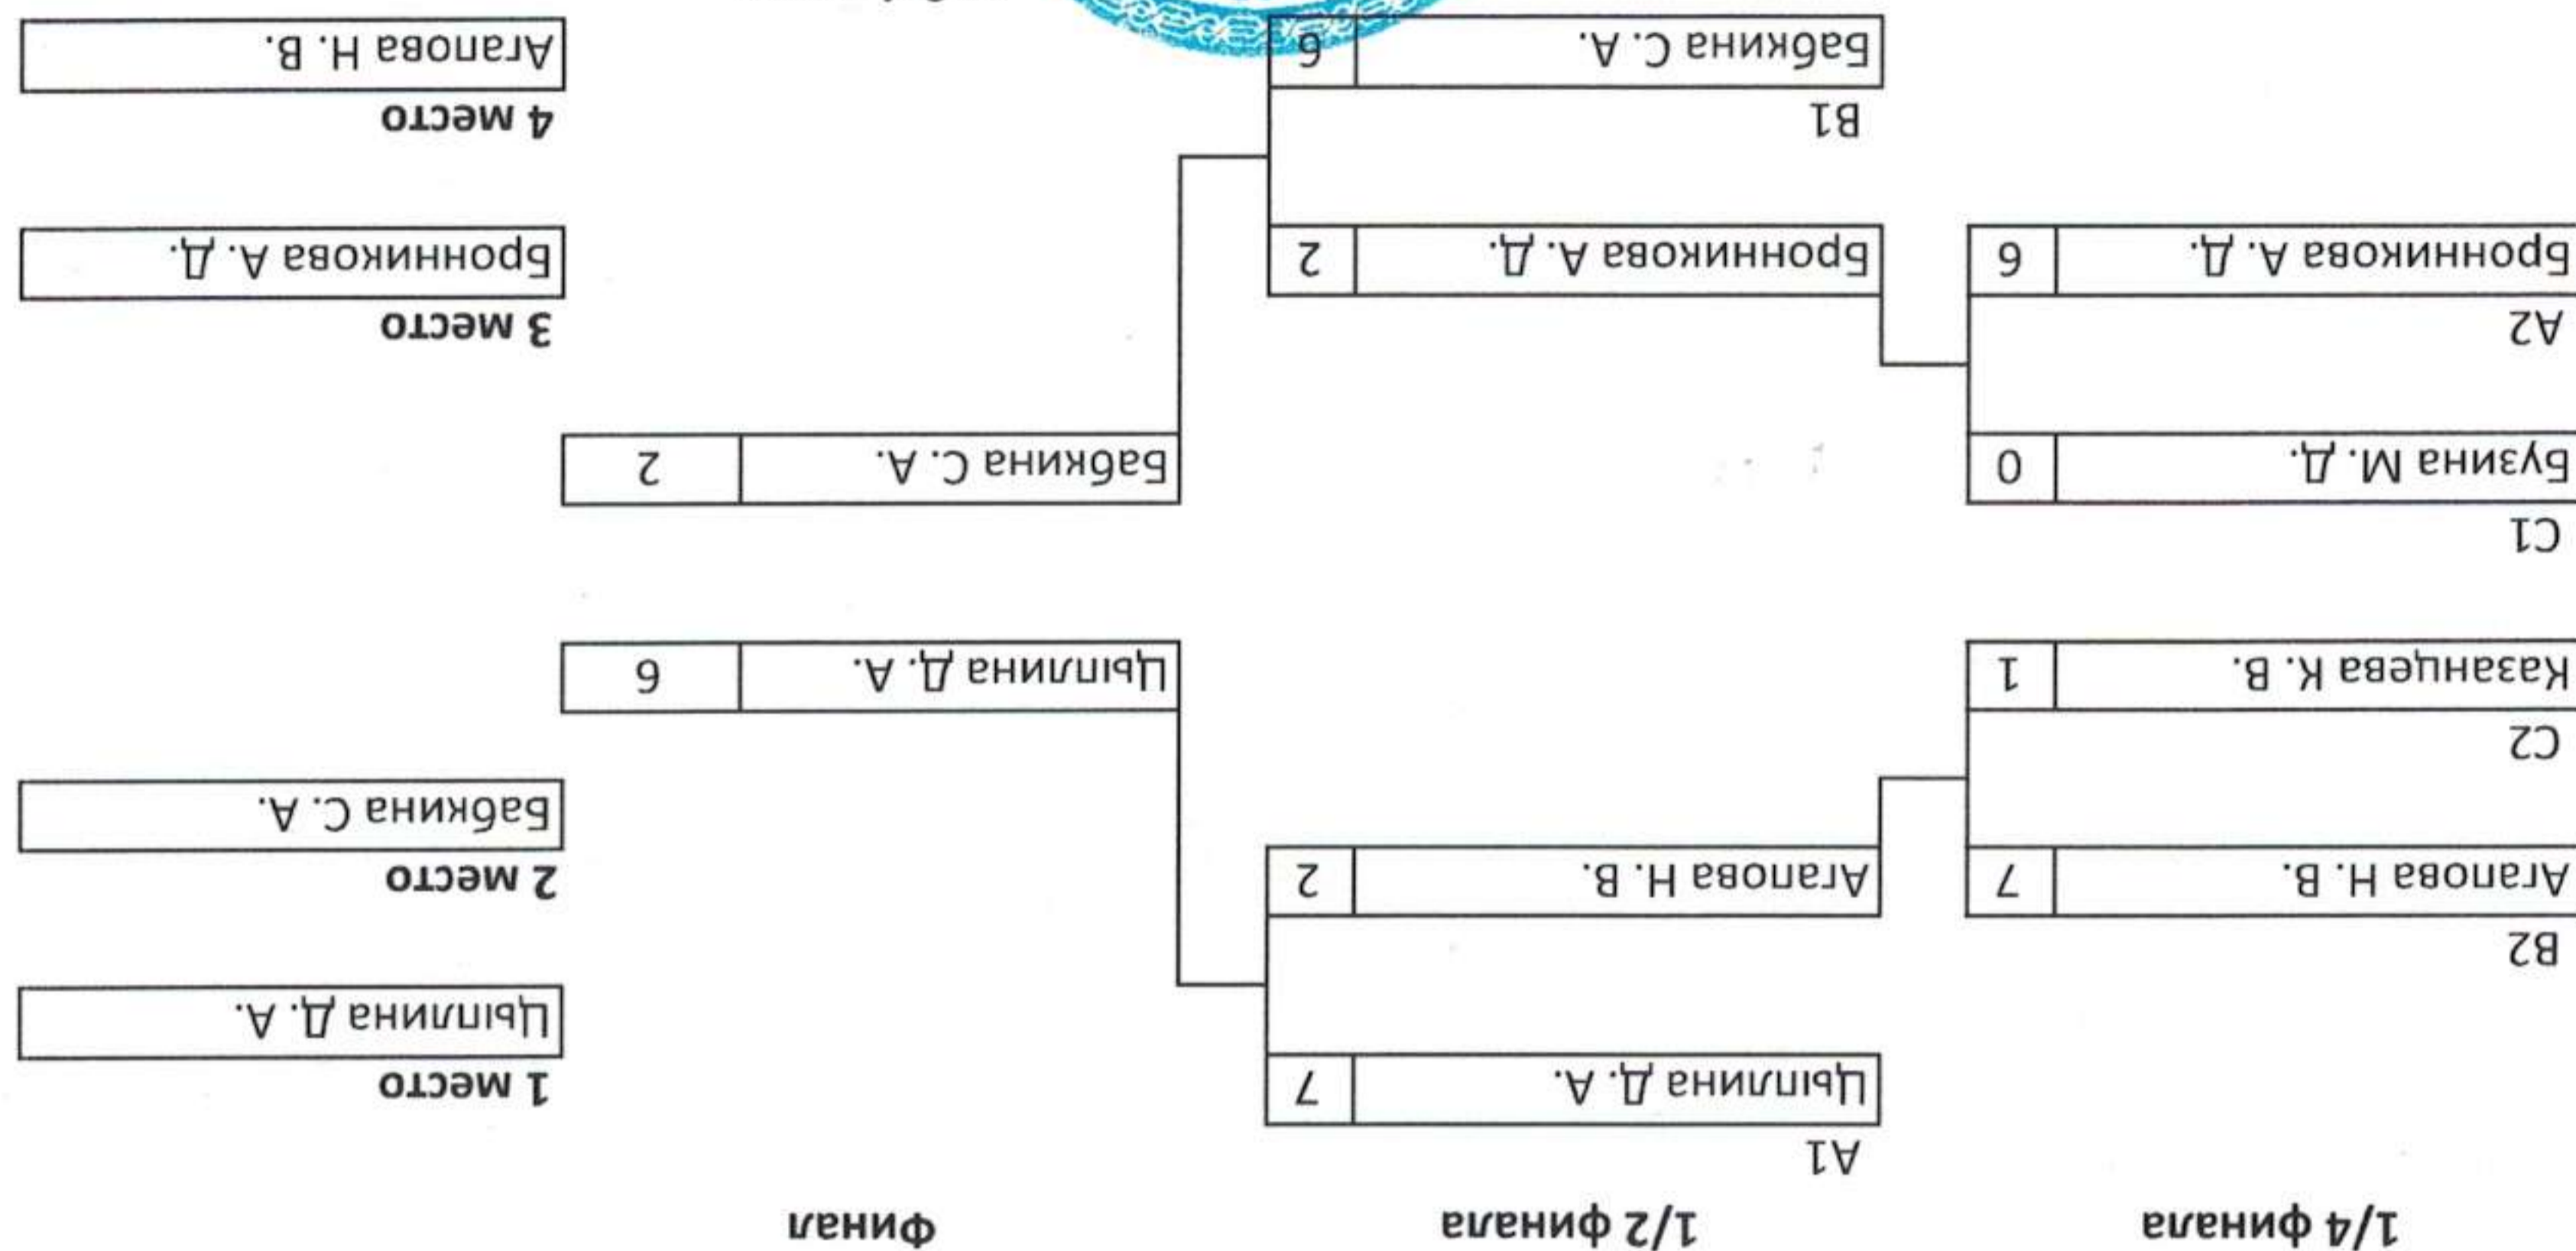 1/4 финала 1/2 финала Финал
A1
Цыплина Д. А. 7 1 место
Цыплина Д. А.
B2
Агапова Н. В. 7 Агапова Н. В. 2 2 место
Бабкина С. А.
C2
Казанцева К. В. 1 Цыплина Д. А. 6
C1
Бузина М. Д. 0 Бабкина С. А. 2
A2 3 место
Бронникова А. Д. 6 Бронникова А. Д. 2 Бронникова А. Д.
B1 4 место
Бабкина С. А. 6 Агапова Н. В.